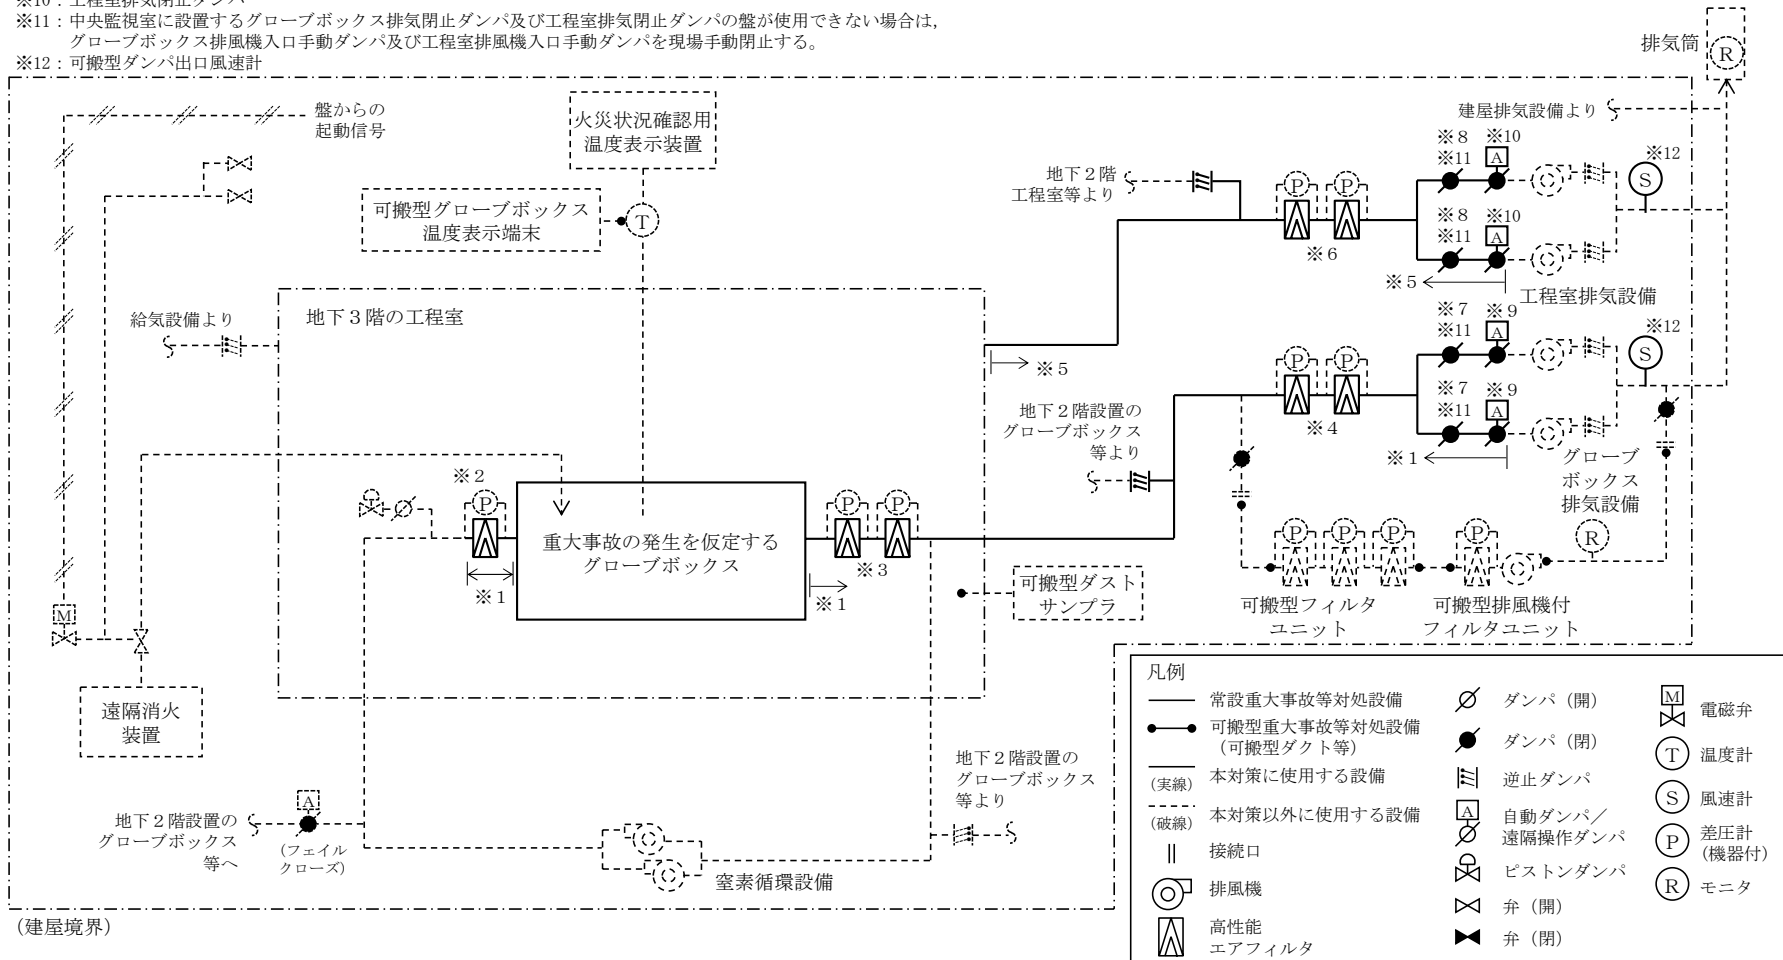 ※10：工程室排気閉止ダンパ
※11：中央監視室に設置するグローブボックス排気閉止ダンパ及び工程室排気閉止ダンパの盤が使用できない場合は，
グローブボックス排風機入口手動ダンパ及び工程室排風機入口手動ダンパを現場手動閉止する。
※12：可搬型ダンパ出口風速計
排気筒
R
盤からの
起動信号
火災状況確認用
温度表示装置
建屋排気設備より
※8 ※10
※11 A
※12
S
地下２階
工程室等より
P P
可搬型グローブボックス
温度表示端末
T
※8 ※10
※11 A
※6
※5
工程室排気設備
給気設備より
地下３階の工程室
※7 ※9
※11 A
※12
S
※5
P P
地下２階設置の
グローブボックス
等より
※7 ※9
※11 A
※4
※1
グローブ
ボックス
排気設備
※2
P
P P
重大事故の発生を仮定する
グローブボックス
※3
※1
※1
P P P P
R
可搬型ダスト
サンプラ
可搬型フィルタ
ユニット
可搬型排風機付
フィルタユニット
M
遠隔消火
装置
地下２階設置の
グローブボックス
等より
A
地下２階設置の
グローブボックス
等へ
(フェイル
クローズ)
窒素循環設備
(建屋境界)
凡例
常設重大事故等対処設備
可搬型重大事故等対処設備
（可搬型ダクト等）
(実線) 本対策に使用する設備
(破線) 本対策以外に使用する設備
接続口
排風機
高性能
エアフィルタ
ダンパ（開）
ダンパ（閉）
逆止ダンパ
A 自動ダンパ／
遠隔操作ダンパ
ピストンダンパ
弁（開）
弁（閉）
M 電磁弁
T 温度計
S 風速計
P 差圧計
(機器付)
R モニタ